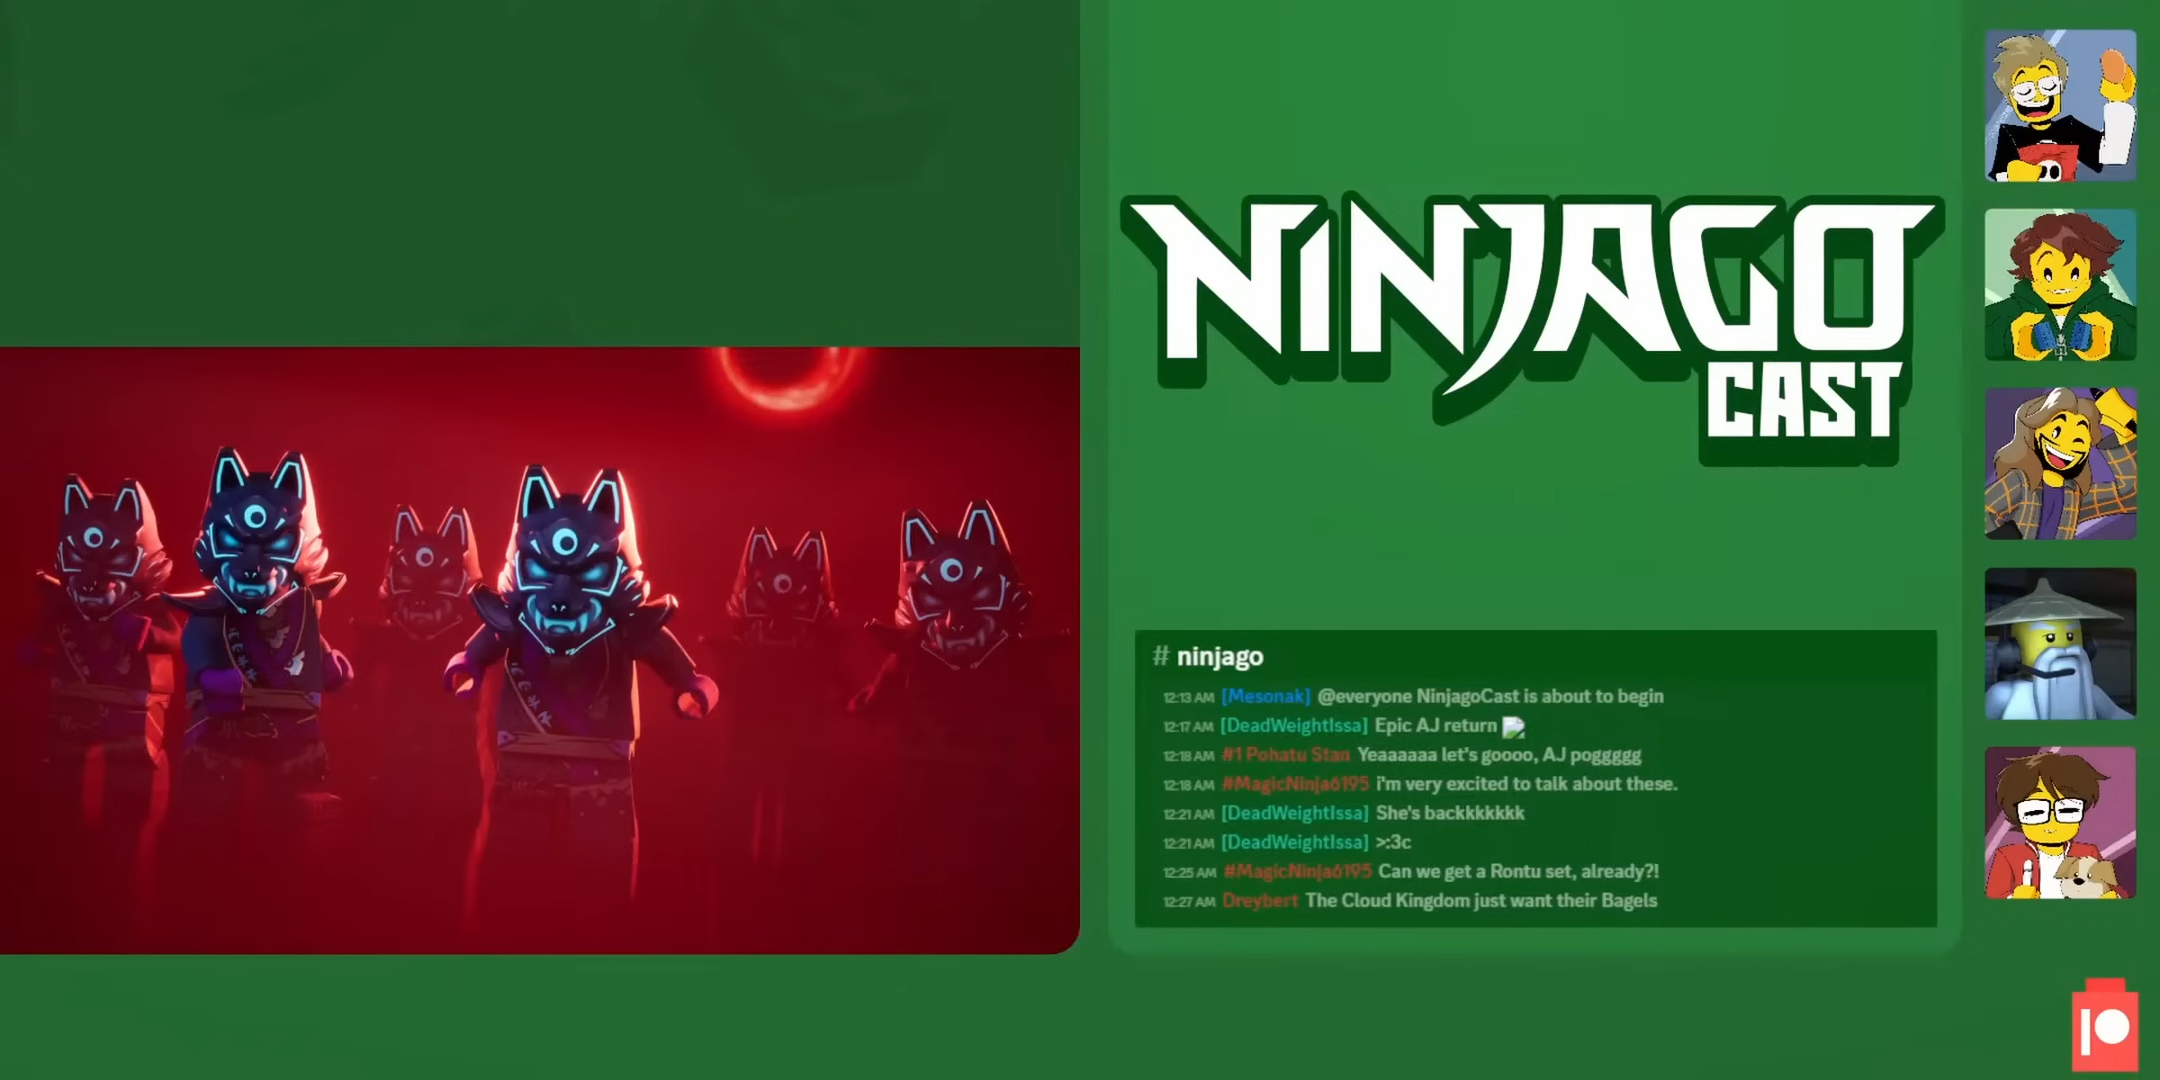 NINJAGO
CAST
# ninjago
12:13 AM [Mesonak] @everyone NinjagoCast is about to begin
12:17 AM [DeadWeightIssa] Epic AJ return
12:18 AM #1 Pohatu Stan Yeaaaaaa let's goooo, AJ poggggg
12:18 AM #MagicNinja6195 i'm very excited to talk about these.
12:21 AM [DeadWeightIssa] She's backkkkkkk
12:21 AM [DeadWeightIssa] >:3c
12:25 AM #MagicNinja6195 Can we get a Rontu set, already?!
12:27 AM Dreybert The Cloud Kingdom just want their Bagels